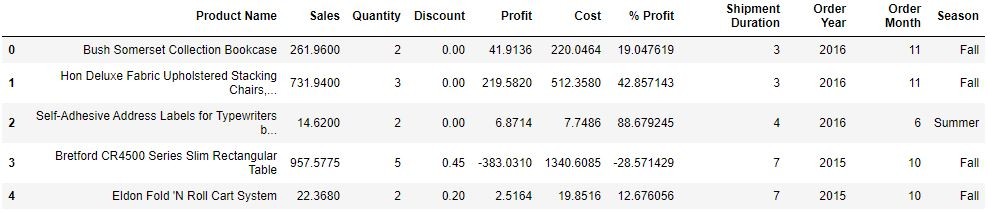 Product Name Sales Quantity Discount Profit Cost % Profit Shipment Duration Order Year Order Month Season
0 Bush Somerset Collection Bookcase 261.9600 2 0.00 41.9136 220.0464 19.047619 3 2016 11 Fall
1 Hon Deluxe Fabric Upholstered Stacking Chairs,... 731.9400 3 0.00 219.5820 512.3580 42.857143 3 2016 11 Fall
2 Self-Adhesive Address Labels for Typewriters b... 14.6200 2 0.00 6.8714 7.7486 88.679245 4 2016 6 Summer
3 Bretford CR4500 Series Slim Rectangular Table 957.5775 5 0.45 -383.0310 1340.6085 -28.571429 7 2015 10 Fall
4 Eldon Fold 'N Roll Cart System 22.3680 2 0.20 2.5164 19.8516 12.676056 7 2015 10 Fall